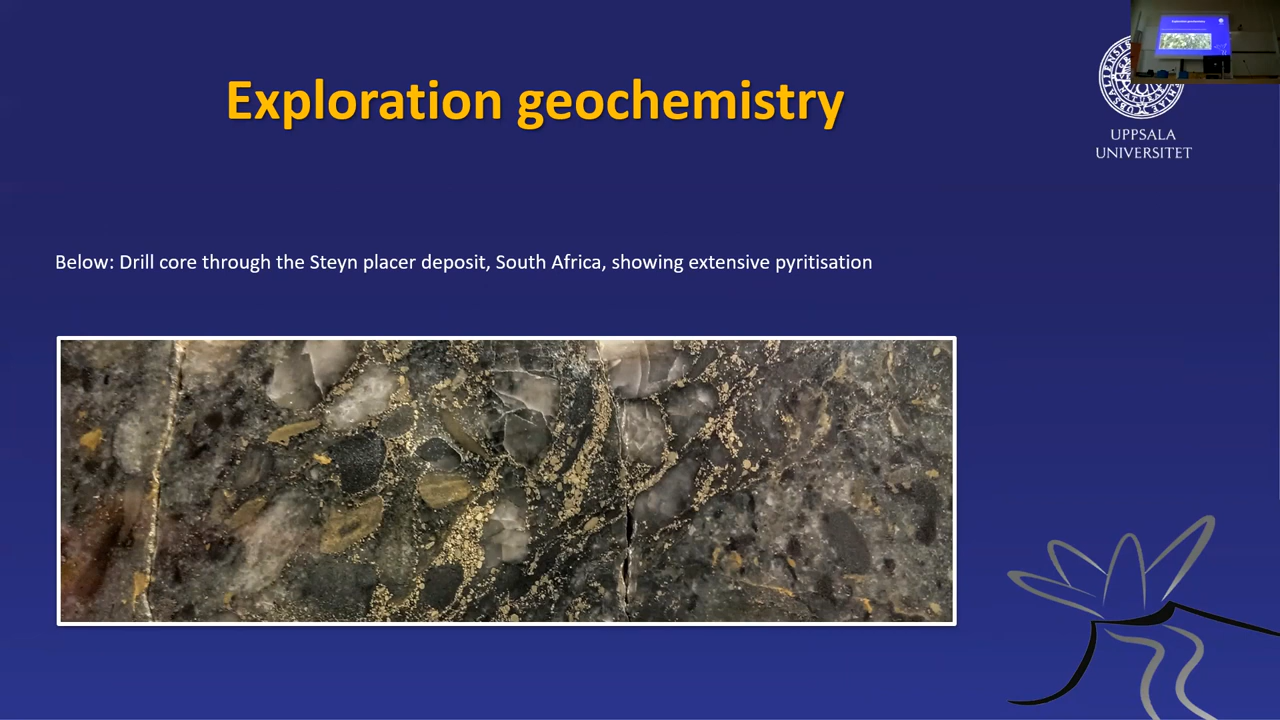 Exploration geochemistry
UPPSALA
UNIVERSITET
Below: Drill core through the Steyn placer deposit, South Africa, showing extensive pyritisation